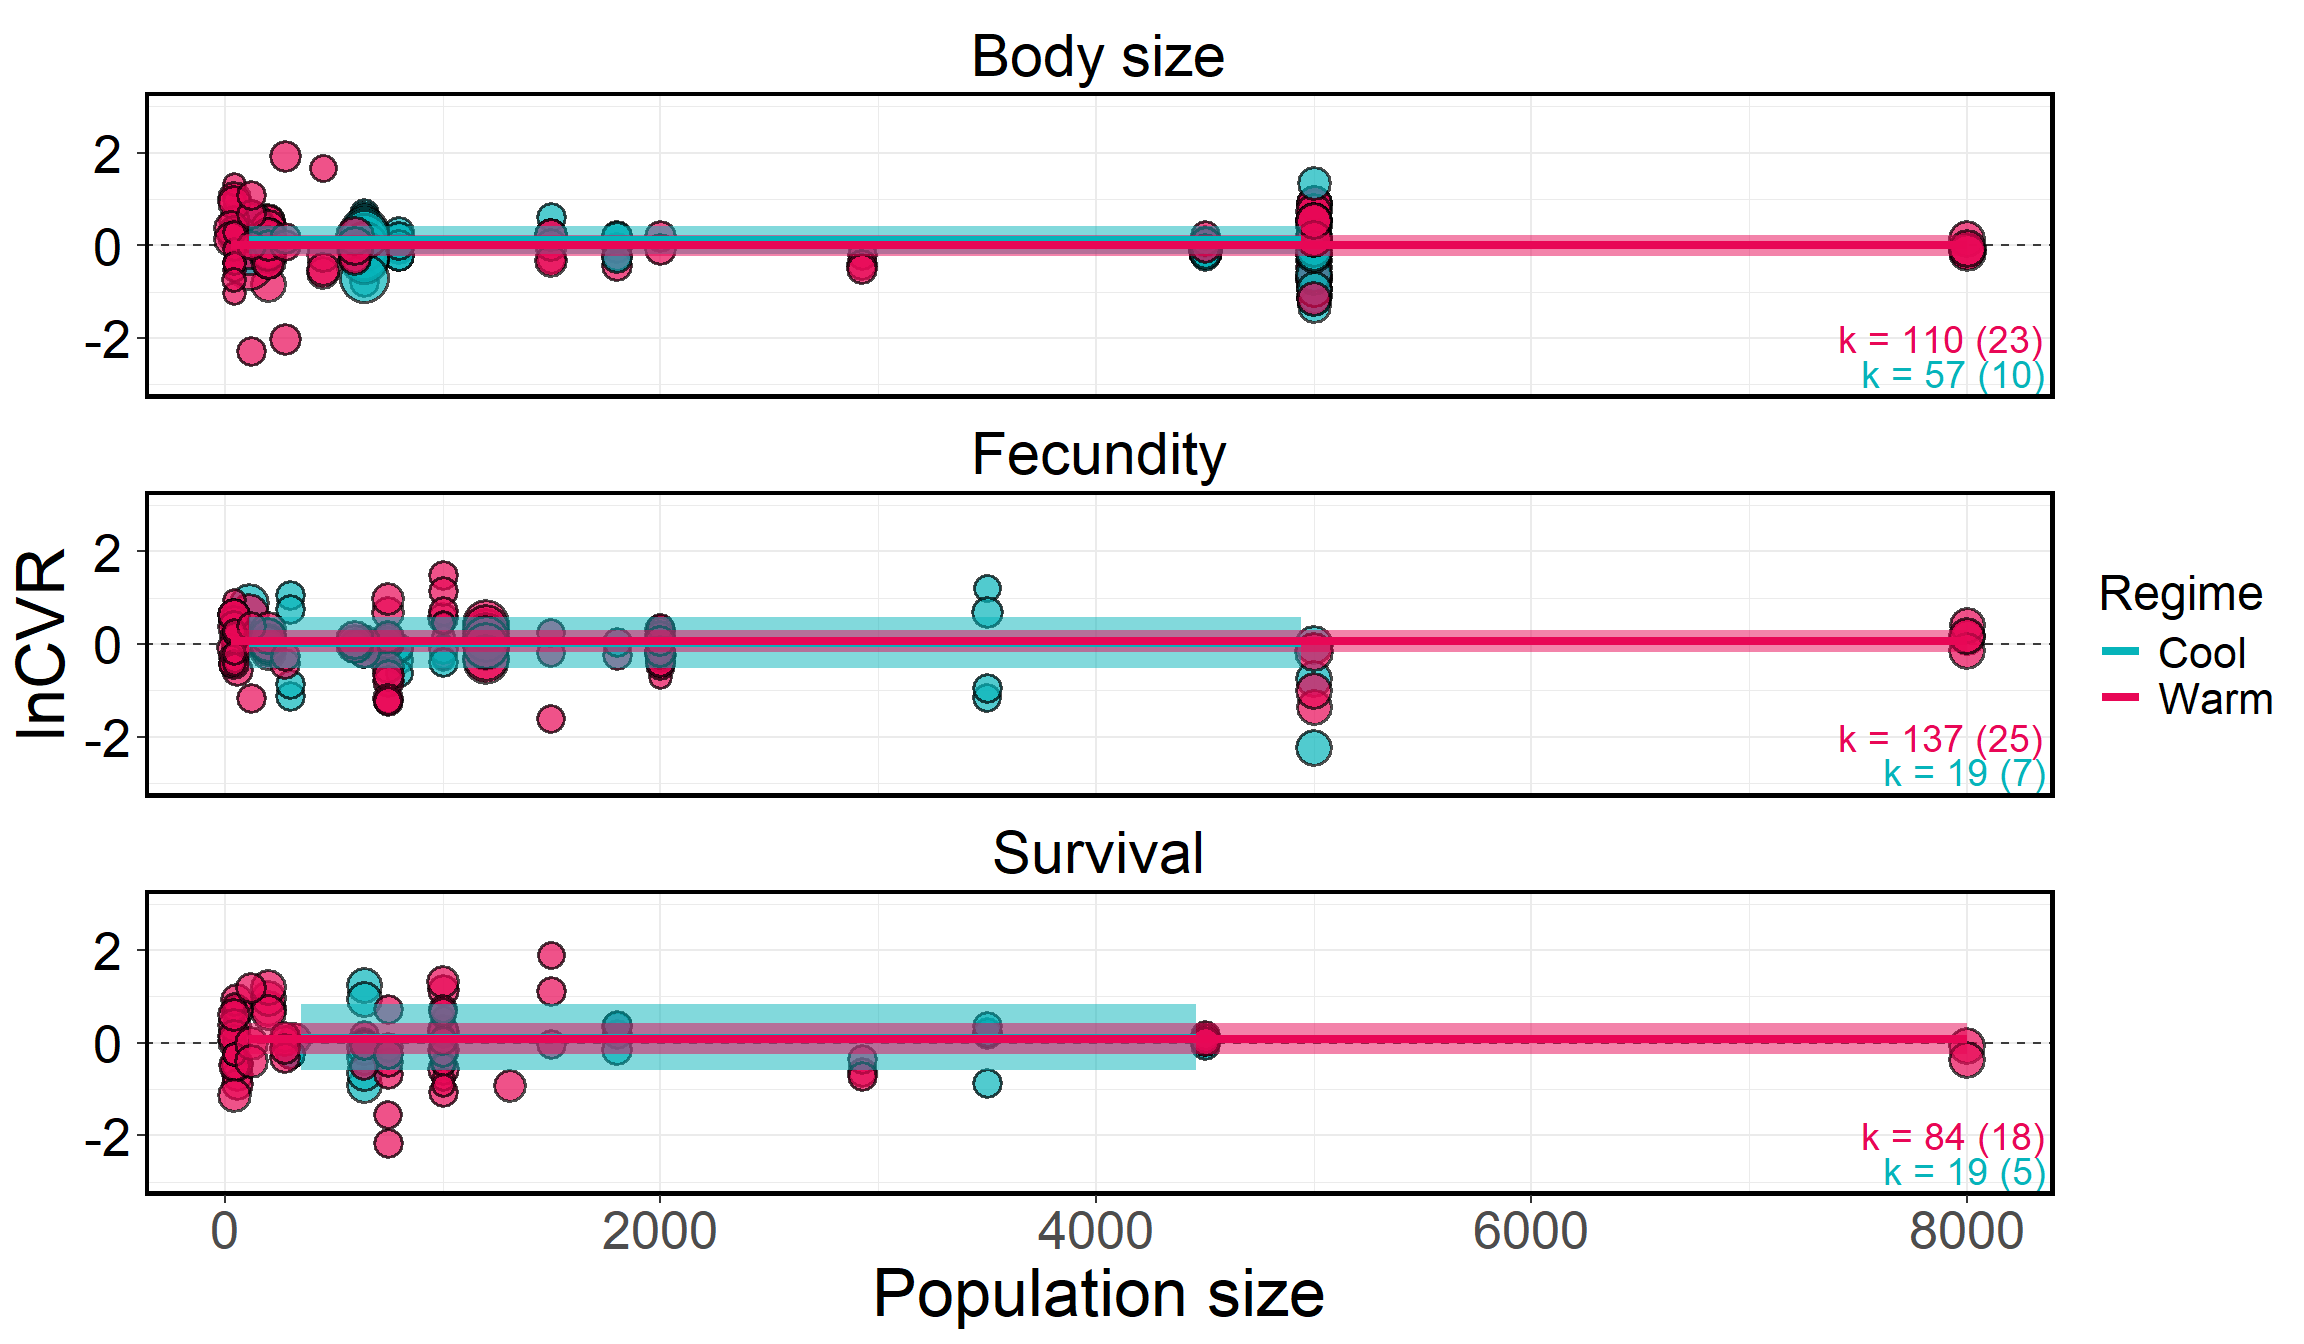 Body size
2
0
-2
k = 110 (23)
k = 57 (10)
Fecundity
2
0
-2
k = 137 (25)
k = 19 (7)
Survival
2
0
-2
k = 84 (18)
k = 19 (5)
0 2000 4000 6000 8000
Population size
lnCVR
Regime
Cool
Warm